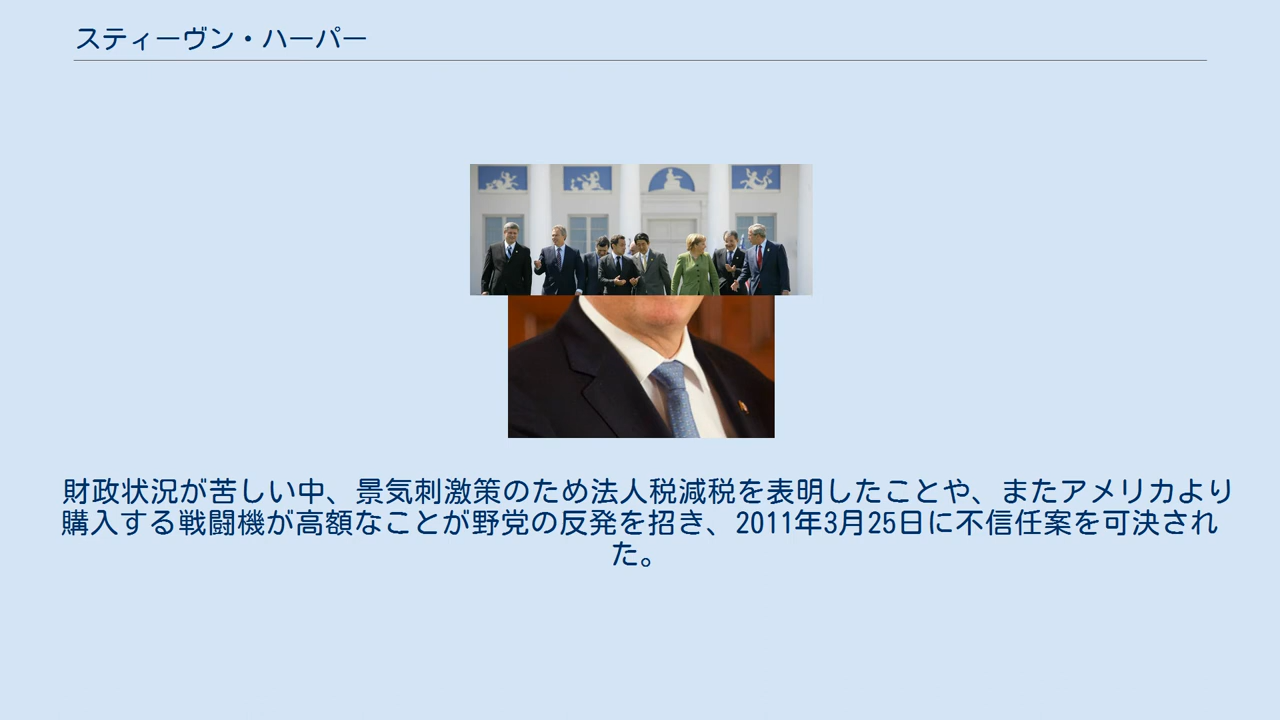 スティーヴン・ハーパー
財政状況が苦しい中、景気刺激策のため法人税減税を表明したことや、またアメリカより
購入する戦闘機が高額なことが野党の反発を招き、2011年3月25日に不信任案を可決され
た。